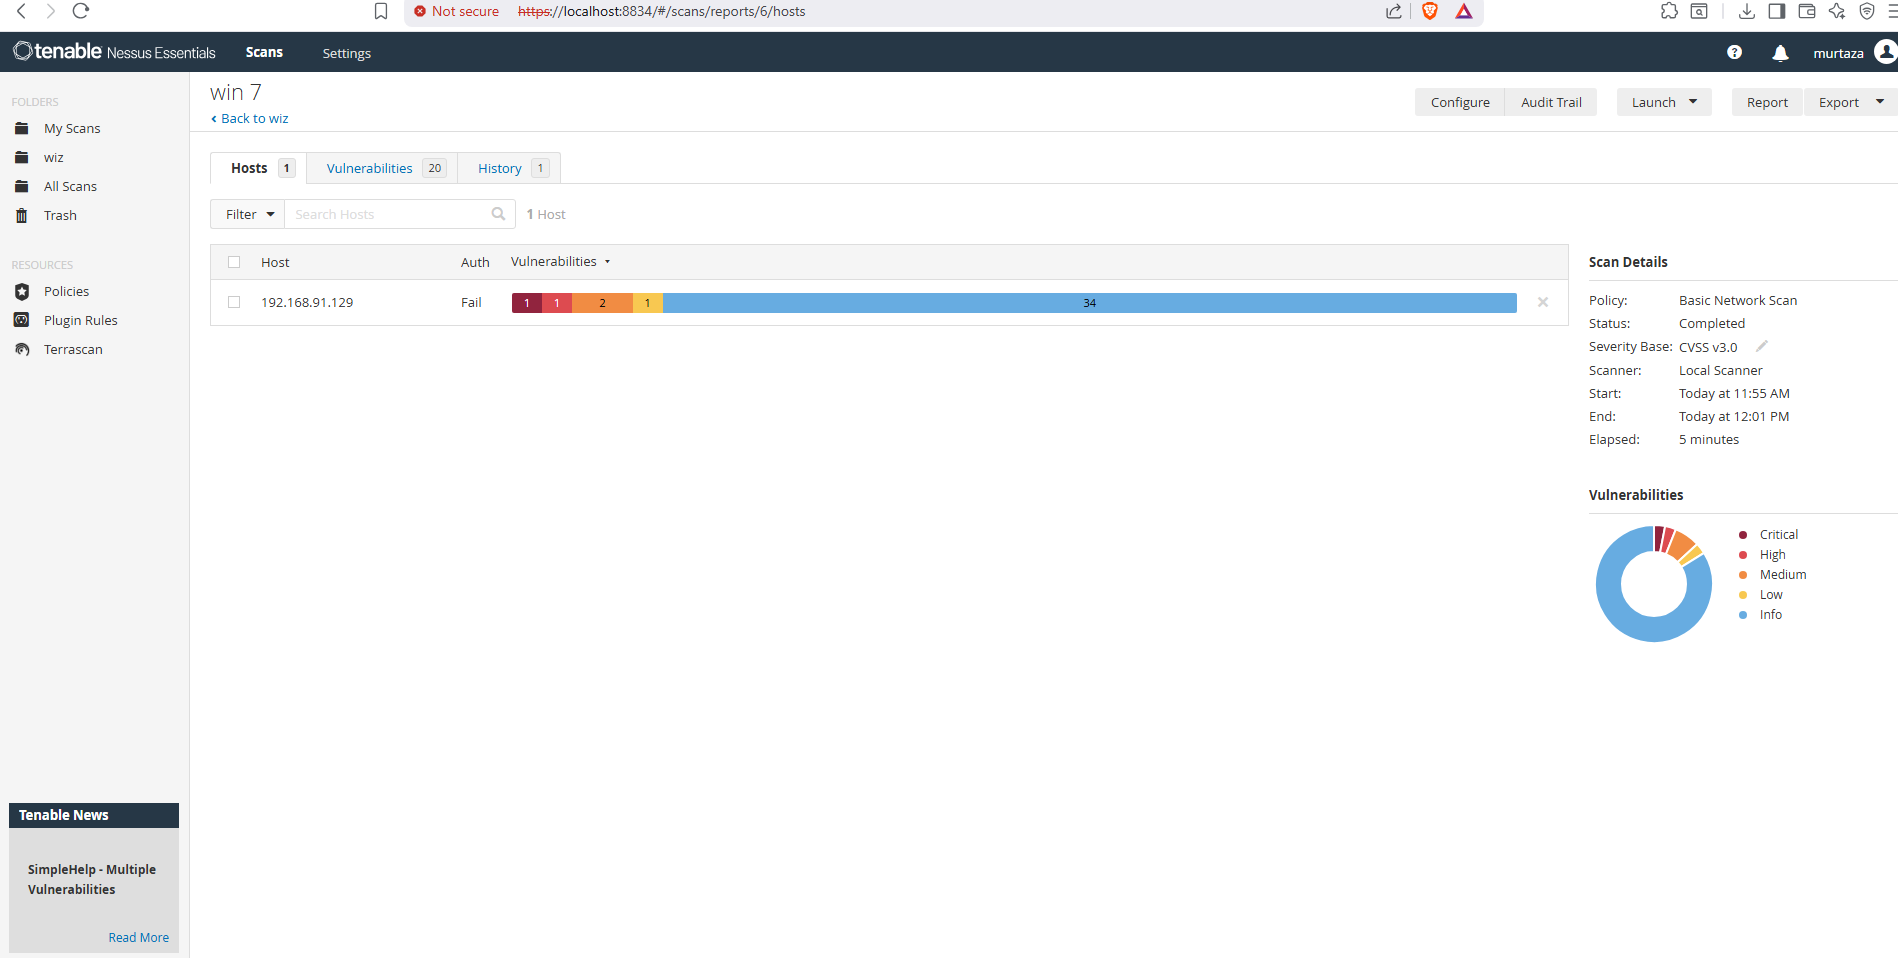 Not secure https://localhost:8834/#/scans/reports/6/hosts
tenable Nessus Essentials Scans Settings murtaza
FOLDERS
My Scans
wiz
All Scans
Trash
RESOURCES
Policies
Plugin Rules
Terrascan
Tenable News
SimpleHelp - Multiple
Vulnerabilities
Read More
win 7
Back to wiz
Configure Audit Trail Launch Report Export
Hosts 1 Vulnerabilities 20 History 1
Filter Search Hosts 1 Host
Host Auth Vulnerabilities
192.168.91.129 Fail 1 1 2 1 34
Scan Details
Policy: Basic Network Scan
Status: Completed
Severity Base: CVSS v3.0
Scanner: Local Scanner
Start: Today at 11:55 AM
End: Today at 12:01 PM
Elapsed: 5 minutes
Vulnerabilities
Critical
High
Medium
Low
Info